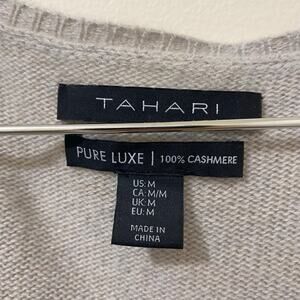 TAHARI
PURE LUXE | 100% CASHMERE
US: M
CA: M/M
UK: M
EU: M
MADE IN
CHINA